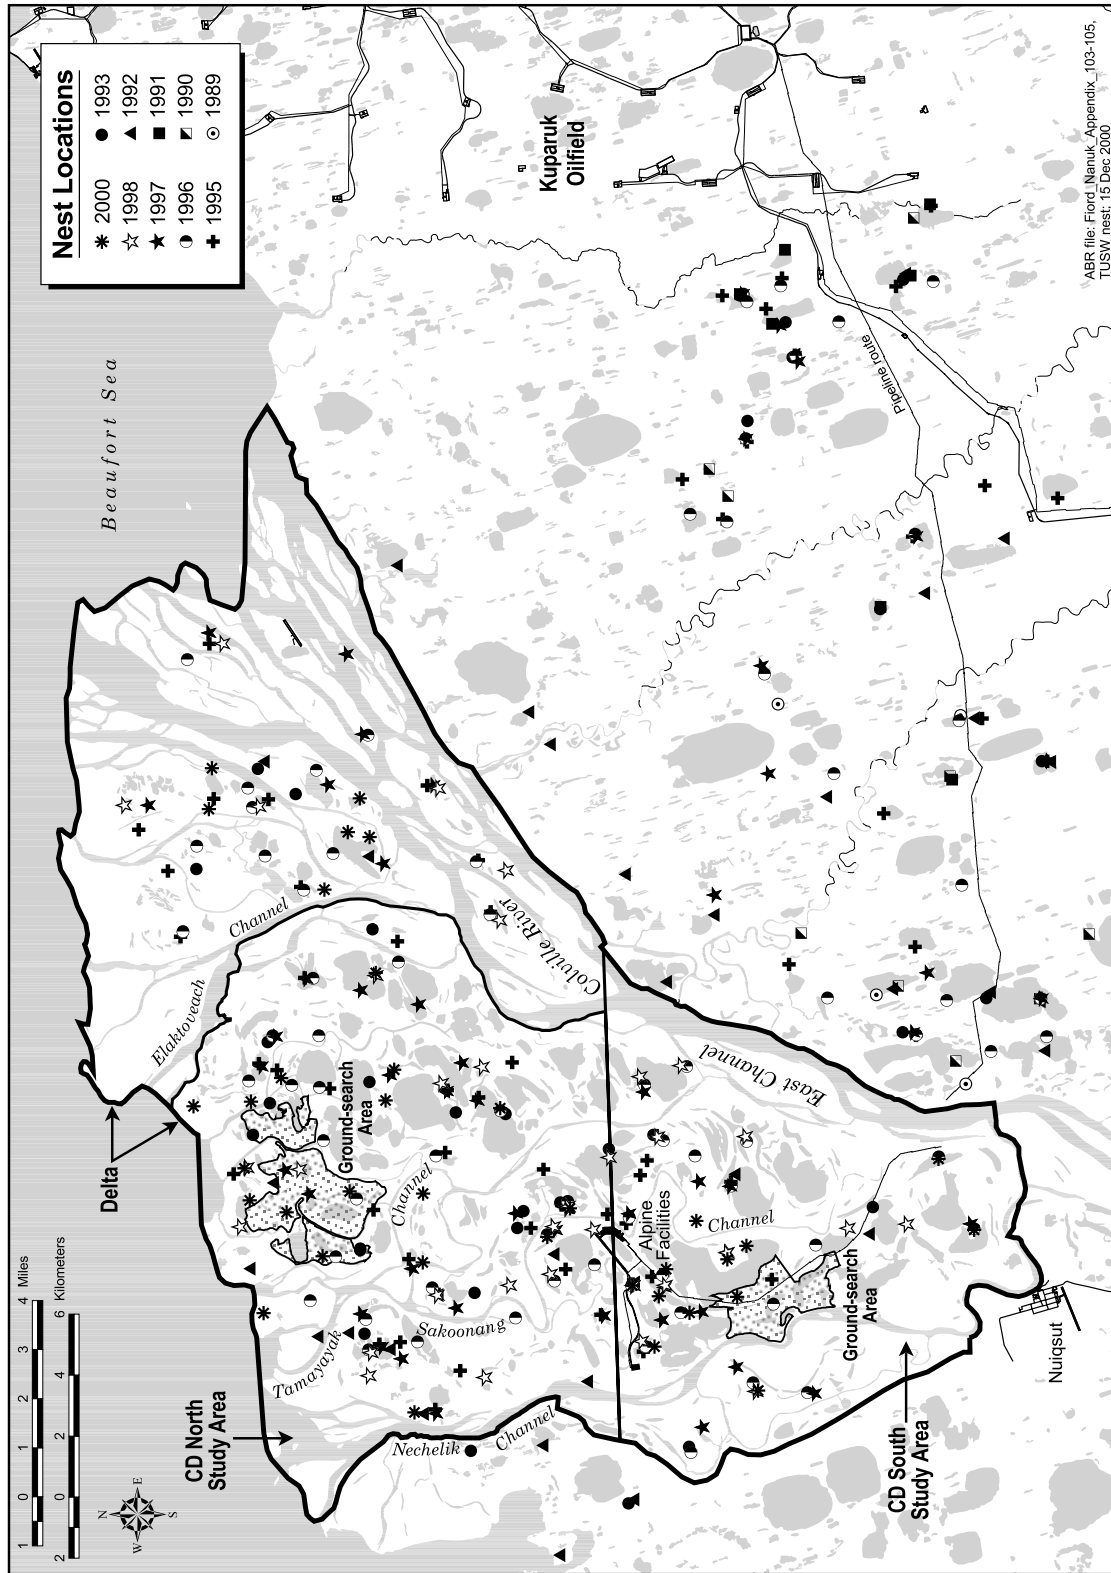 Nest Locations
2000
1998
1997
1996
1995
1993
1992
1991
1990
1989
Beaufort Sea
Kuparuk
Oilfield
Pipeline route
Delta
Elaktoveach
Channel
Colville River
East Channel
Ground-search
Area
Channel
Tamayayak
Sakoonang
Nechelik
Channel
CD North
Study Area
Alpine
Facilities
Channel
Ground-search
Area
CD South
Study Area
Nuiqsut
1 0 1 2 3 4 Miles
2 0 2 4 6 Kilometers
N
E
S
W
ABR file: Fiord_Nanuk_Appendix_103-105,
TUSW nest; 15 Dec 2000